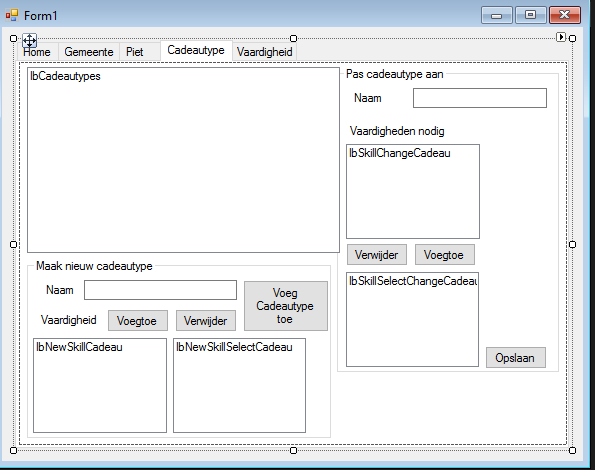 Form1
Home Gemeente Piet Cadeautype Vaardigheid
lbCadeautypes
Pas cadeautype aan
Naam
Vaardigheden nodig
lbSkillChangeCadeau
Verwijder Voegtoe
lbSkillSelectChangeCadeau
Opslaan
Maak nieuw cadeautype
Naam
Voeg
Cadeautype
toe
Vaardigheid Voegtoe Verwijder
lbNewSkillCadeau lbNewSkillSelectCadeau